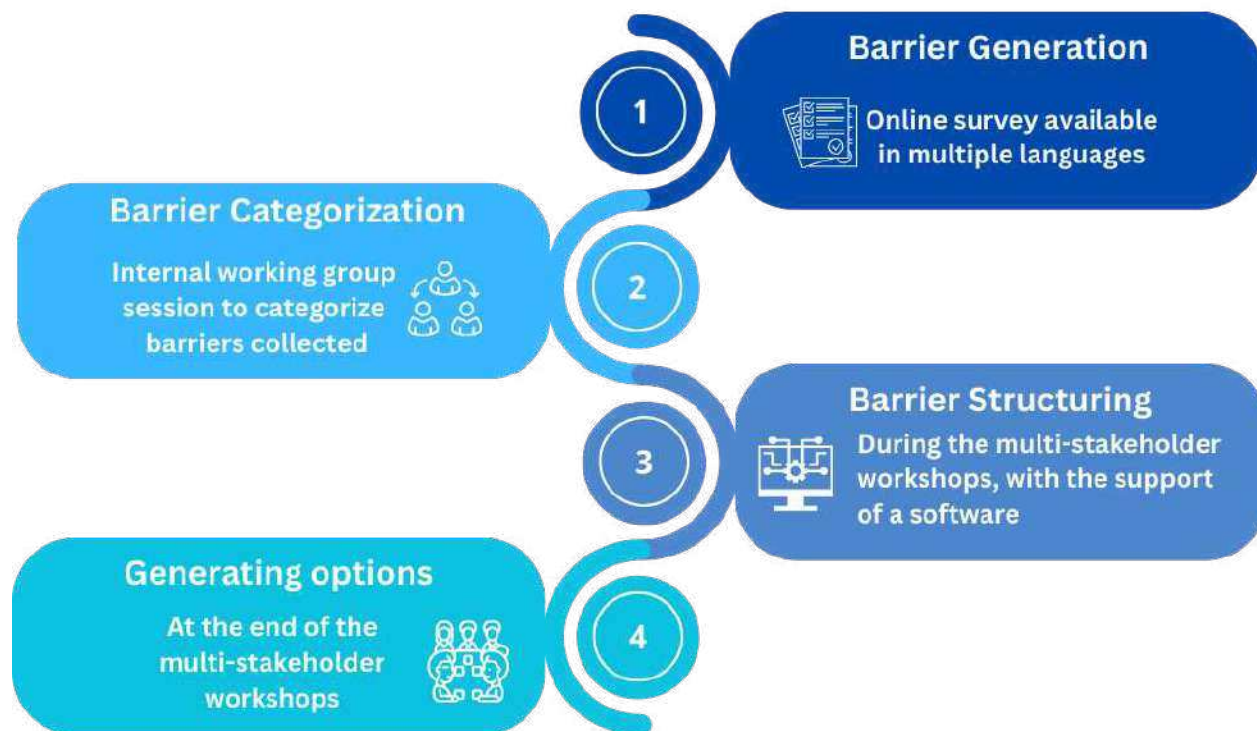 Barrier Generation
1
Online survey available
in multiple languages
Barrier Categorization
2
Internal working group
session to categorize
barriers collected
Barrier Structuring
3
During the multi-stakeholder
workshops, with the support
of a software
Generating options
4
At the end of the
multi-stakeholder
workshops